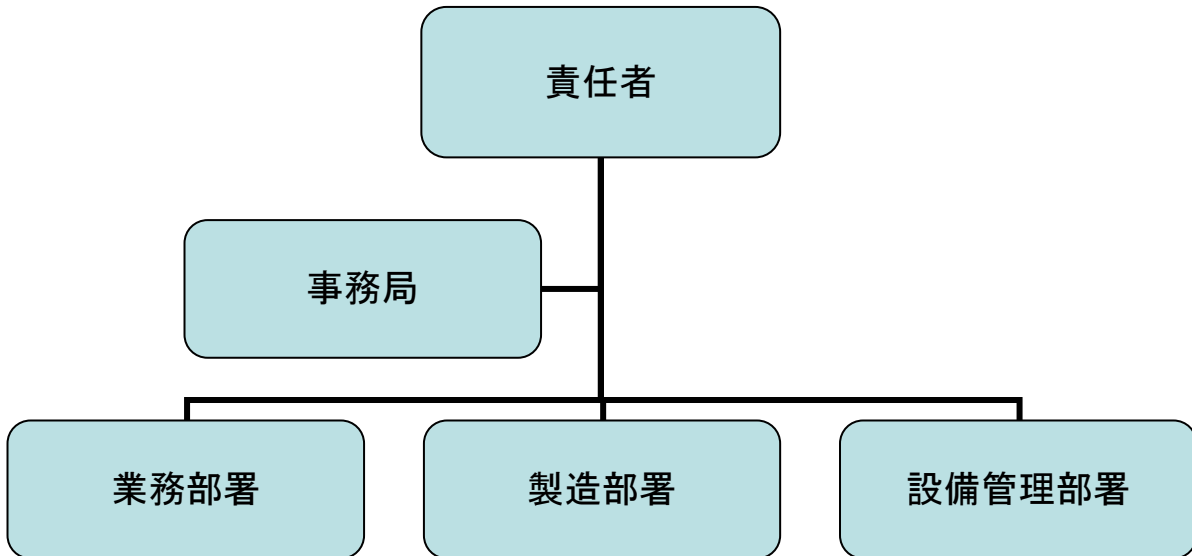 責任者
事務局
業務部署
製造部署
設備管理部署